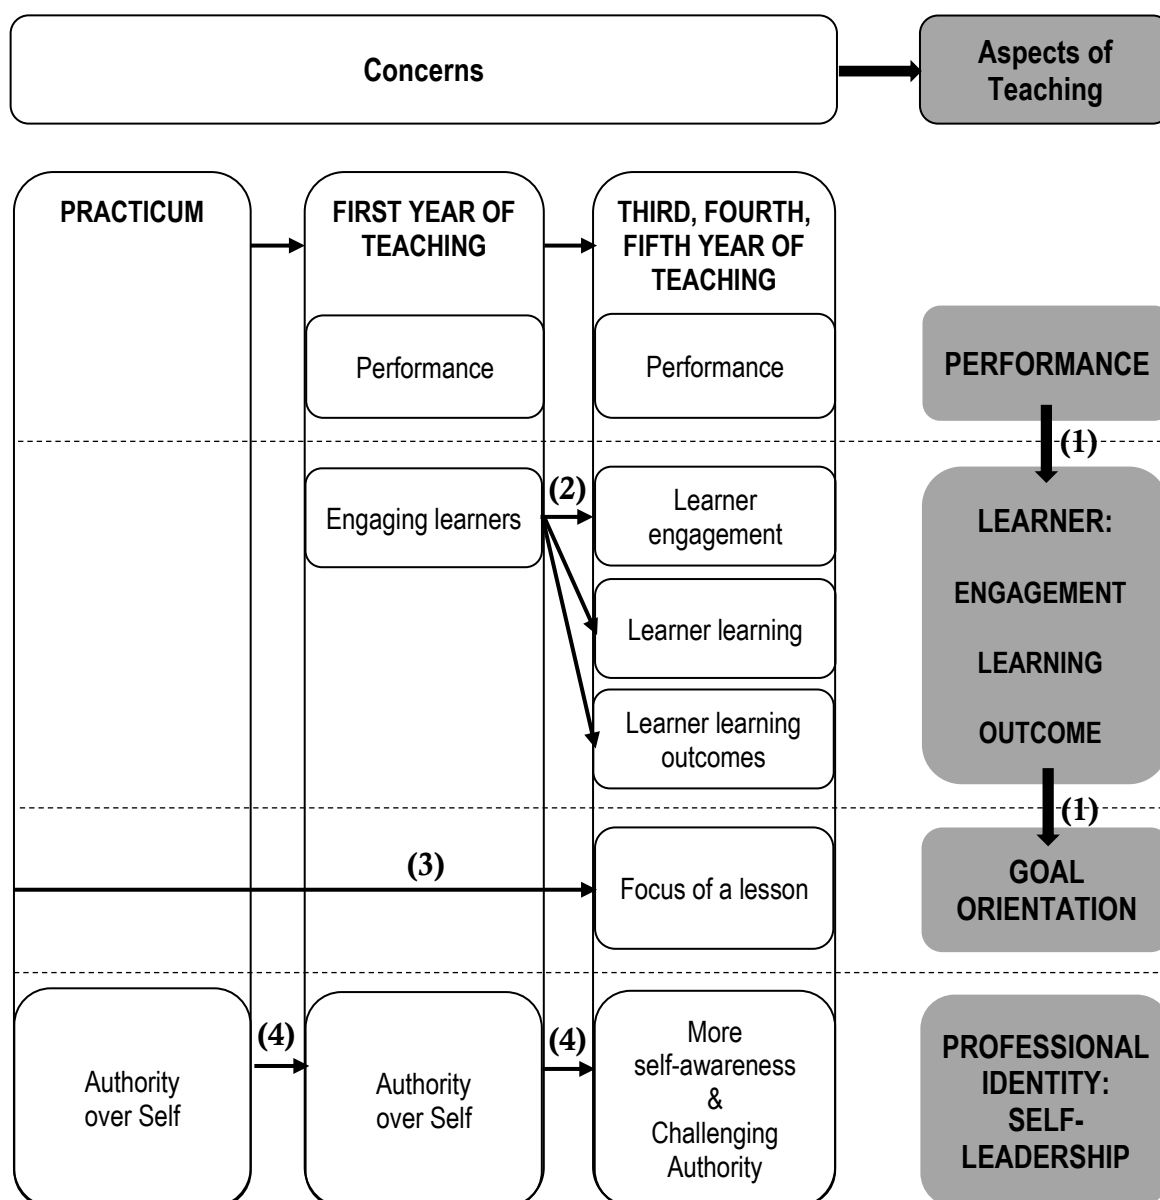 Concerns
Aspects of
Teaching
PRACTICUM
FIRST YEAR OF
TEACHING
THIRD, FOURTH,
FIFTH YEAR OF
TEACHING
Performance
Performance
PERFORMANCE
(1)
Engaging learners
(2)
Learner
engagement
Learner learning
Learner learning
outcomes
LEARNER:
ENGAGEMENT
LEARNING
OUTCOME
(1)
(3)
Focus of a lesson
GOAL
ORIENTATION
Authority
over Self
(4)
Authority
over Self
(4)
More
self-awareness
&
Challenging
Authority
PROFESSIONAL
IDENTITY:
SELF-
LEADERSHIP